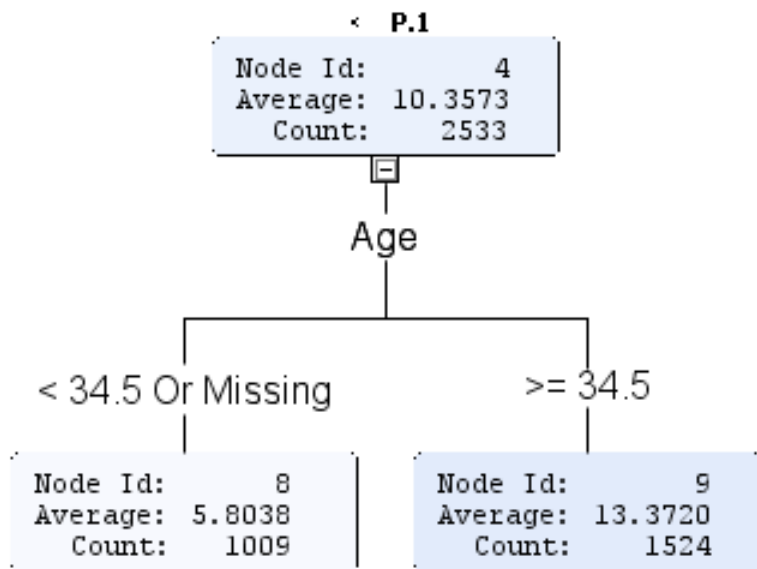 < P.1
Node Id: 4
Average: 10.3573
Count: 2533
Age
< 34.5 Or Missing
>= 34.5
Node Id: 8
Average: 5.8038
Count: 1009
Node Id: 9
Average: 13.3720
Count: 1524